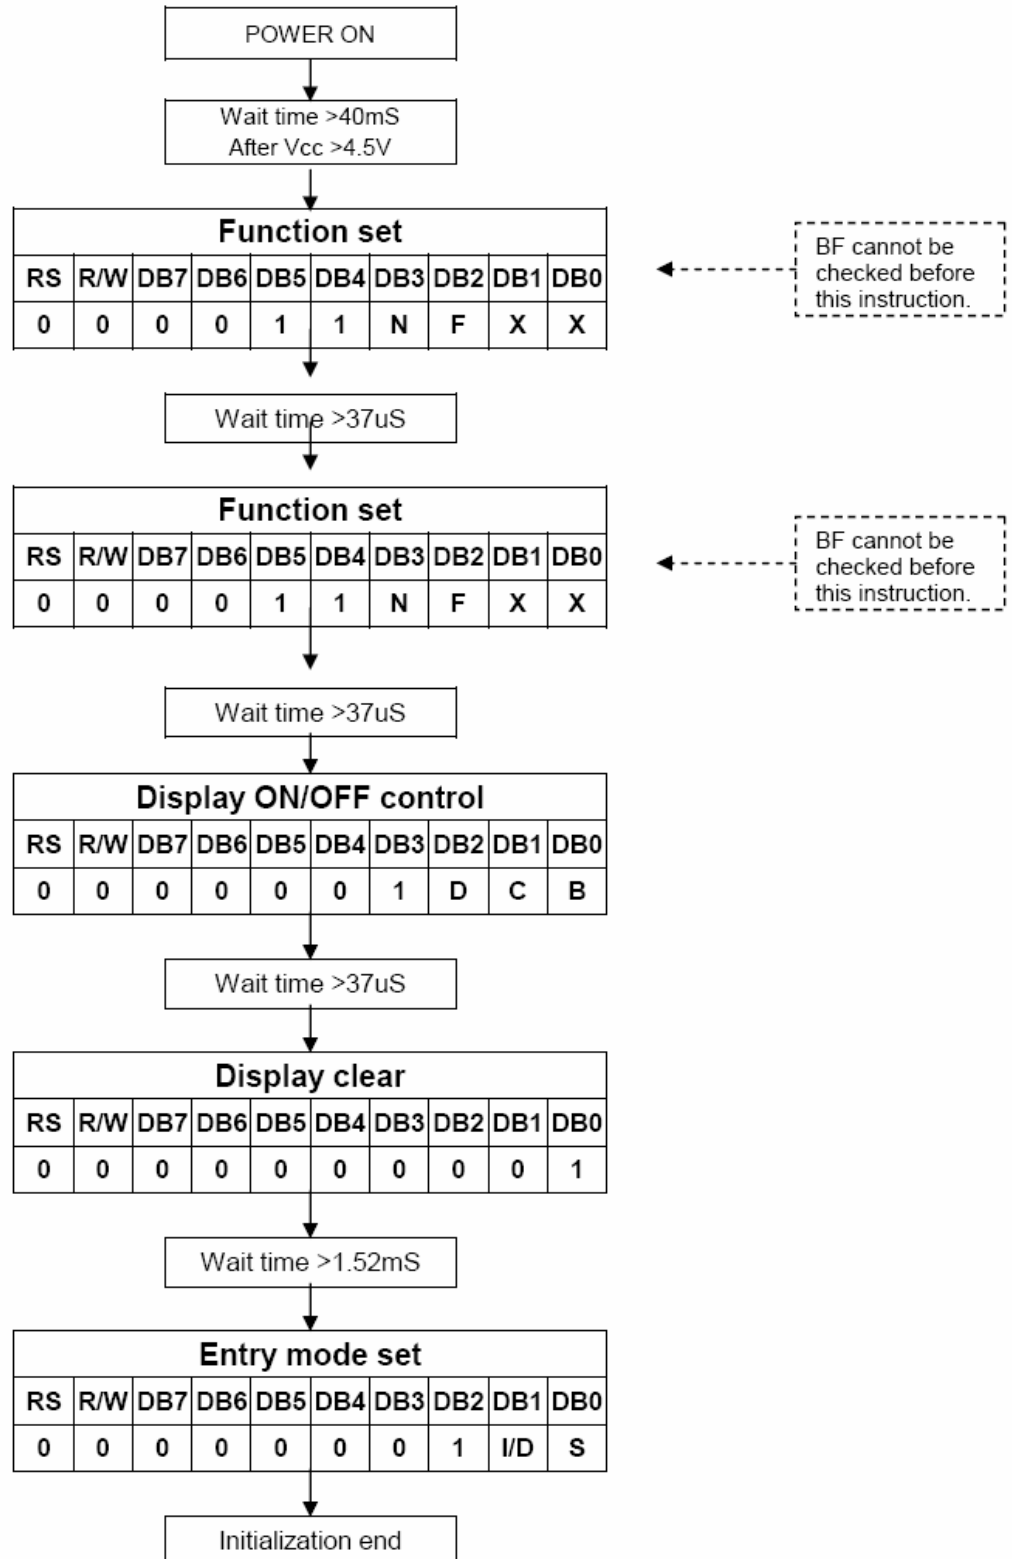 POWER ON
Wait time >40mS
After Vcc >4.5V
Function set
RS R/W DB7 DB6 DB5 DB4 DB3 DB2 DB1 DB0
0 0 0 0 1 1 N F X X
BF cannot be
checked before
this instruction.
Wait time >37uS
Function set
RS R/W DB7 DB6 DB5 DB4 DB3 DB2 DB1 DB0
0 0 0 0 1 1 N F X X
BF cannot be
checked before
this instruction.
Wait time >37uS
Display ON/OFF control
RS R/W DB7 DB6 DB5 DB4 DB3 DB2 DB1 DB0
0 0 0 0 0 0 1 D C B
Wait time >37uS
Display clear
RS R/W DB7 DB6 DB5 DB4 DB3 DB2 DB1 DB0
0 0 0 0 0 0 0 0 0 1
Wait time >1.52mS
Entry mode set
RS R/W DB7 DB6 DB5 DB4 DB3 DB2 DB1 DB0
0 0 0 0 0 0 0 1 I/D S
Initialization end